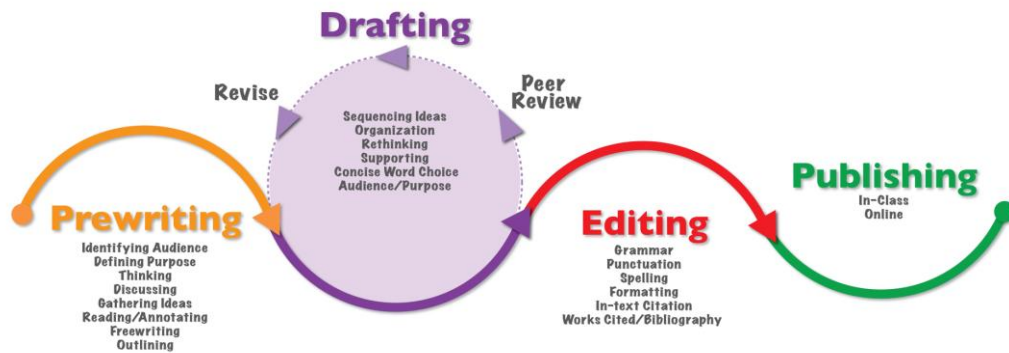 Drafting
Revise
Peer
Review
Sequencing Ideas
Organization
Rethinking
Supporting
Concise Word Choice
Audience/Purpose
Prewriting
Identifying Audience
Defining Purpose
Thinking
Discussing
Gathering Ideas
Reading/Annotating
Freewriting
Outlining
Editing
Grammar
Punctuation
Spelling
Formatting
In-text Citation
Works Cited/Bibliography
Publishing
In-Class
Online